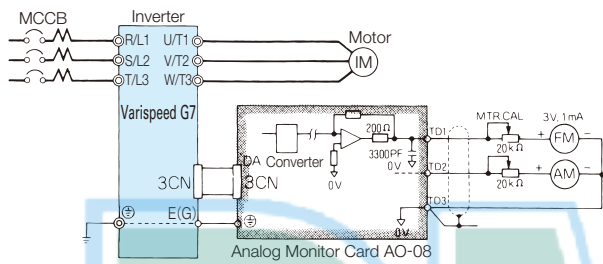 MCCB
Inverter
R/L1 U/T1
Motor
S/L2 V/T2
IM
T/L3 W/T3
Varispeed G7
MTR.CAL
3V. 1mA
200Ω
TD1
+ FM −
20kΩ
3300PF
DA Converter
0V
TD2
+ AM −
3CN
3CN
0V
20kΩ
E(G)
TD3
0V
Analog Monitor Card AO-08